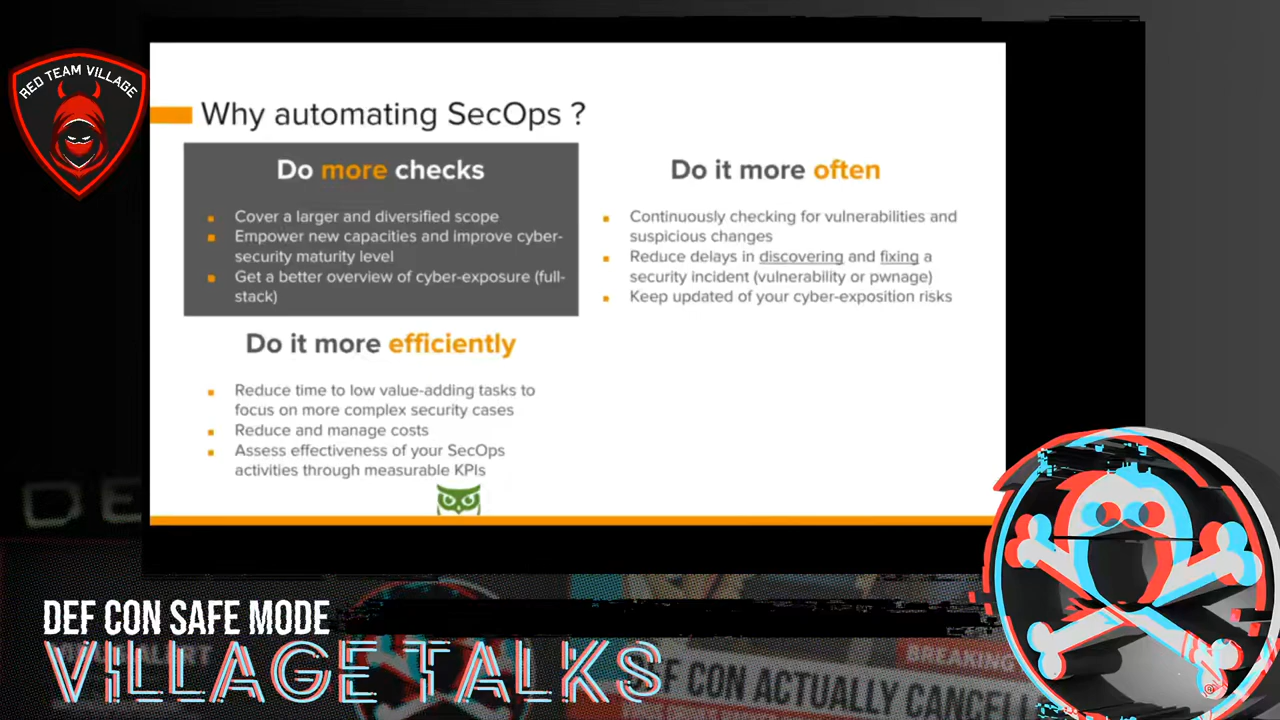 RED TEAM VILLAGE
Why automating SecOps ?
Do more checks
Cover a larger and diversified scope
Empower new capacities and improve cyber-
security maturity level
Get a better overview of cyber-exposure (full-
stack)
Do it more often
Continuously checking for vulnerabilities and
suspicious changes
Reduce delays in discovering and fixing a
security incident (vulnerability or pwnage)
Keep updated of your cyber-exposition risks
Do it more efficiently
Reduce time to low value-adding tasks to
focus on more complex security cases
Reduce and manage costs
Assess effectiveness of your SecOps
activities through measurable KPIs
DEF CON SAFE MODE
VILLAGE TALKS
BREAKING
DEF CON ACTUALLY CANCEL